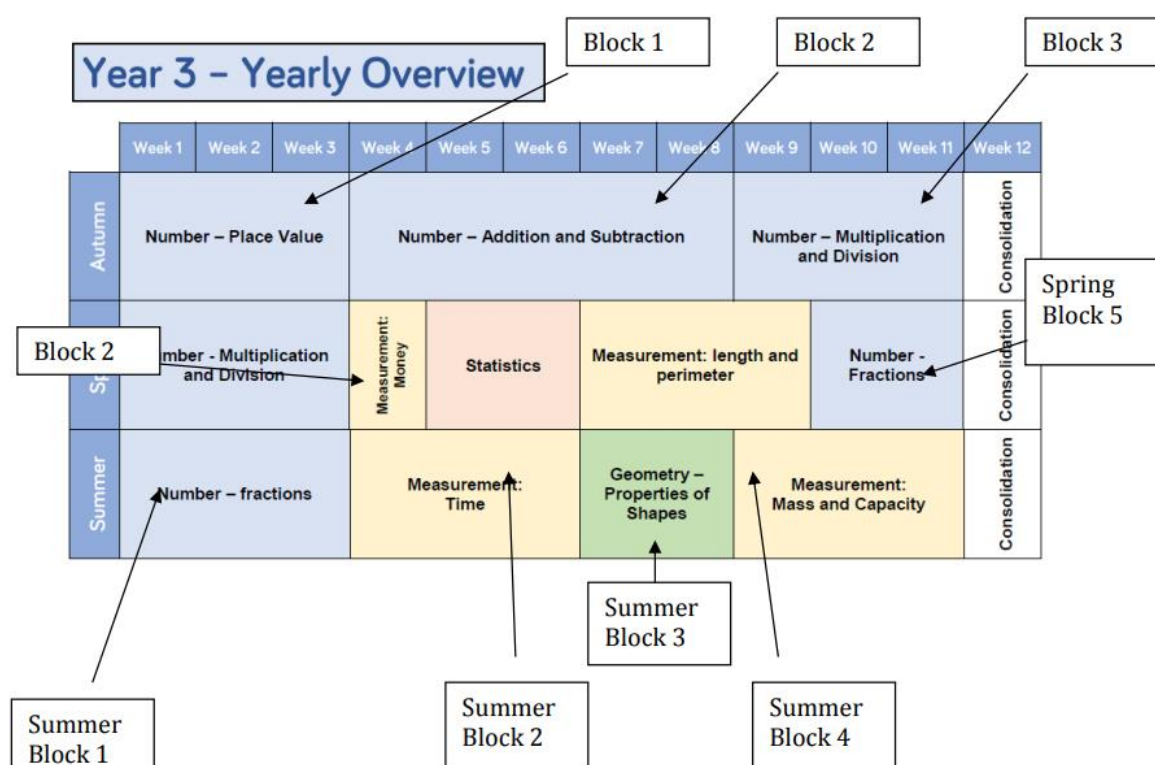 Block 1
Block 2
Block 3
Year 3 – Yearly Overview
Week 1 Week 2 Week 3 Week 4 Week 5 Week 6 Week 7 Week 8 Week 9 Week 10 Week 11 Week 12
Autumn
Number – Place Value
Number – Addition and Subtraction
Number – Multiplication
and Division
Consolidation
Spring
Block 5
Block 2
Sp
umber - Multiplication
and Division
Measurement:
Money
Statistics
Measurement: length and
perimeter
Number -
Fractions
Consolidation
Summer
Number – fractions
Measurement:
Time
Geometry –
Properties of
Shapes
Measurement:
Mass and Capacity
Consolidation
Summer
Block 3
Summer
Block 1
Summer
Block 2
Summer
Block 4